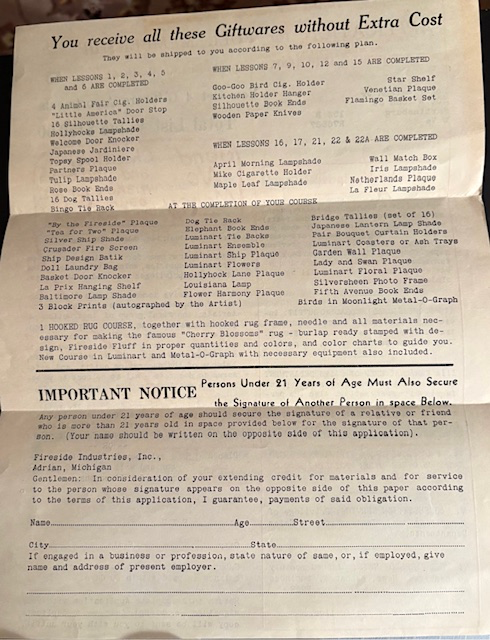 You receive all these Giftwares without Extra Cost
They will be shipped to you according to the following plan.
WHEN LESSONS 1, 2, 3, 4, 5
and 6 ARE COMPLETED
4 Animal Fair Cig. Holders
"Little America" Door Stop
16 Silhouette Tallies
Hollyhocks Lampshade
Welcome Door Knocker
Japanese Jardiniere
Topsy Spool Holder
Partners Plaque
Tulip Lampshade
Rose Book Ends
16 Dog Tallies
Bingo Tie Rack
WHEN LESSONS 7, 9, 10, 12 and 15 ARE COMPLETED
Goo-Goo Bird Cig. Holder
Kitchen Holder Hanger
Silhouette Book Ends
Wooden Paper Knives
Star Shelf
Venetian Plaque
Flamingo Basket Set
WHEN LESSONS 16, 17, 21, 22 & 22A ARE COMPLETED
April Morning Lampshade
Mike Cigarette Holder
Maple Leaf Lampshade
Wall Match Box
Iris Lampshade
Netherlands Plaque
La Fleur Lampshade
AT THE COMPLETION OF YOUR COURSE
"By the Fireside" Plaque
"Tea for Two" Plaque
Silver Ship Shade
Crusader Fire Screen
Ship Design Batik
Doll Laundry Bag
Basket Door Knocker
La Prix Hanging Shelf
Baltimore Lamp Shade
3 Block Prints (autographed by the Artist)
Dog Tie Rack
Elephant Book Ends
Luminart Tie Backs
Luminart Ensemble
Luminart Ship Plaque
Luminart Flowers
Hollyhock Lane Plaque
Louisiana Lamp
Flower Harmony Plaque
Bridge Tallies (set of 16)
Japanese Lantern Lamp Shade
Pair Bouquet Curtain Holders
Luminart Coasters or Ash Trays
Garden Wall Plaque
Lady and Swan Plaque
Luminart Floral Plaque
Silversheen Photo Frame
Fifth Avenue Book Ends
Birds in Moonlight Metal-O-Graph
1 HOOKED RUG COURSE, together with hooked rug frame, needle and all materials nec-
essary for making the famous "Cherry Blossoms" rug - burlap ready stamped with de-
sign, Fireside Fluff in proper quantities and colors, and color charts to guide you.
New Course in Luminart and Metal-O-Graph with necessary equipment also included.
IMPORTANT NOTICE Persons Under 21 Years of Age Must Also Secure
the Signature of Another Person in space Below.
Any person under 21 years of age should secure the signature of a relative or friend
who is more than 21 years old in space provided below for the signature of that per-
son. (Your name should be written on the opposite side of this application).
Fireside Industries, Inc.,
Adrian, Michigan
Gentlemen: In consideration of your extending credit for materials and for service
to the person whose signature appears on the opposite side of this paper according
to the terms of this application, I guarantee, payments of said obligation.
Name Age Street
City State
If engaged in a business or profession, state nature of same, or, if employed, give
name and address of present employer.